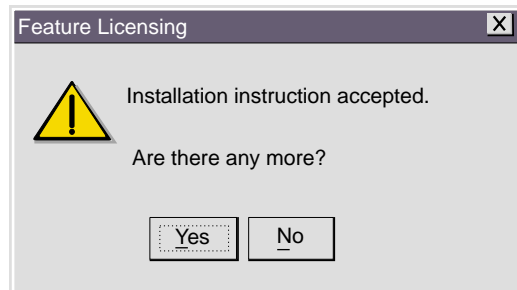 Feature Licensing X
Installation instruction accepted.
Are there any more?
Yes No